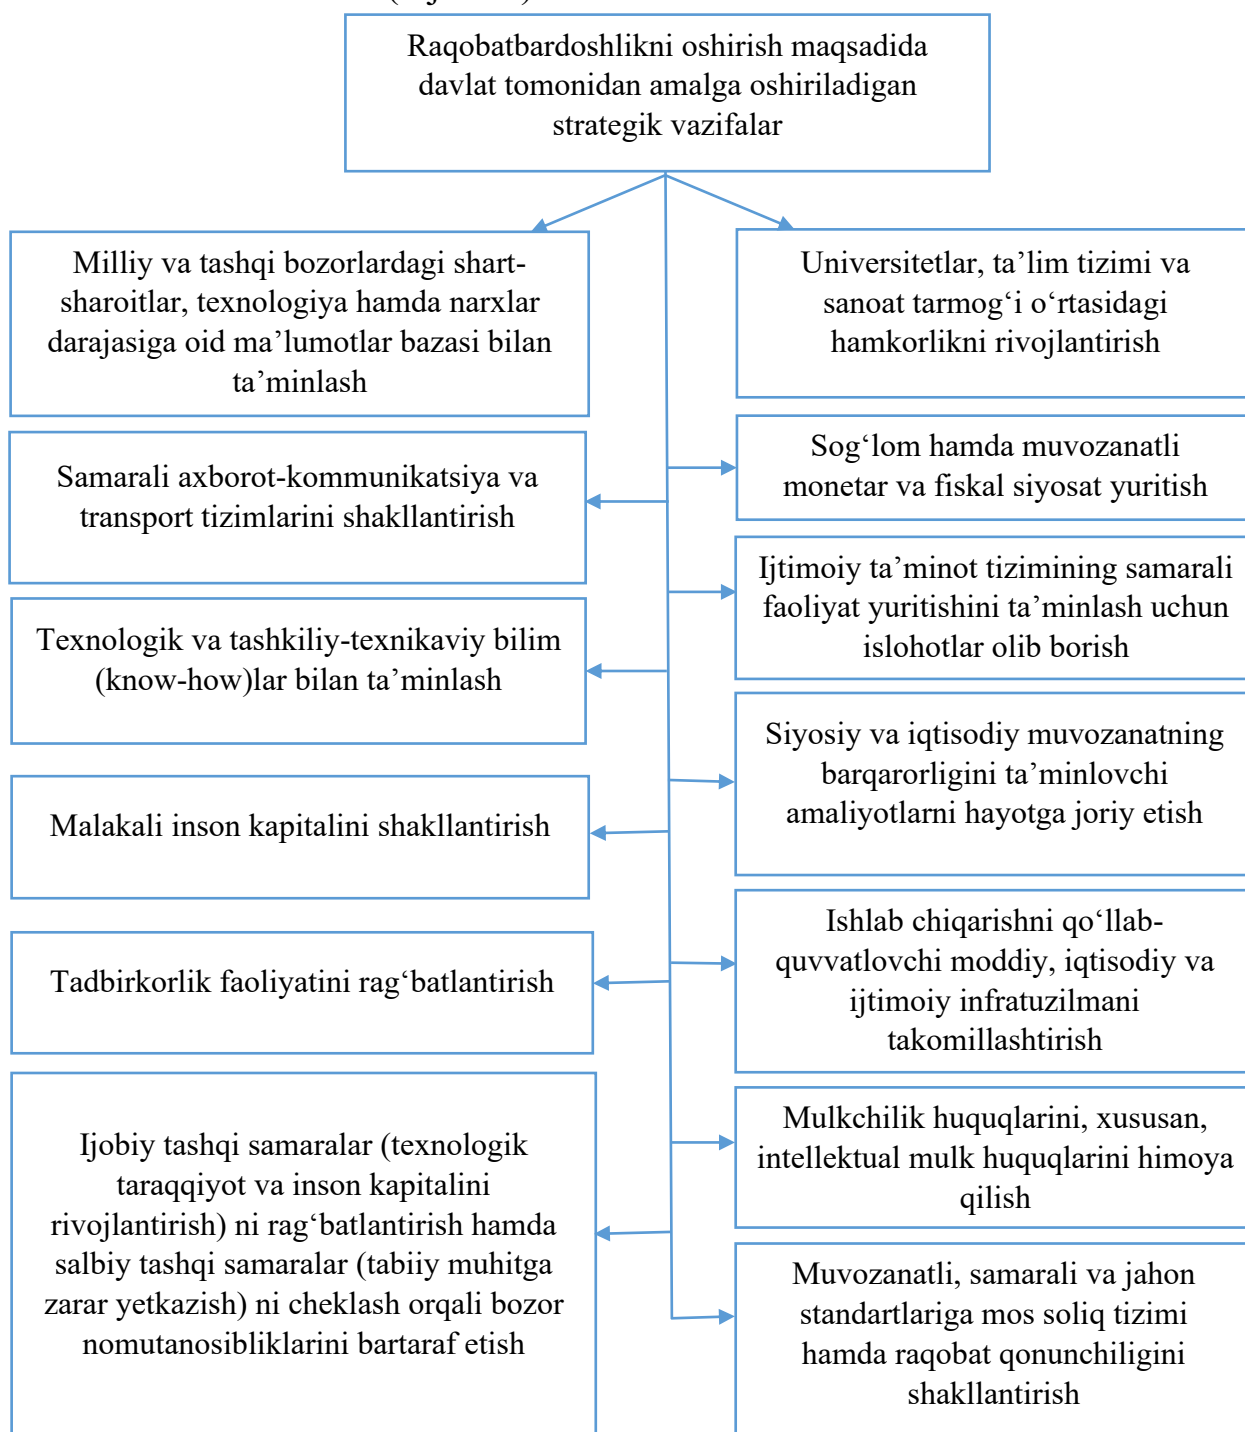 Raqobatbardoshlikni oshirish maqsadida
davlat tomonidan amalga oshiriladigan
strategik vazifalar
Milliy va tashqi bozorlardagi shart-
sharoitlar, texnologiya hamda narxlar
darajasiga oid ma’lumotlar bazasi bilan
ta’minlash
Universitetlar, ta’lim tizimi va
sanoat tarmog‘i o‘rtasidagi
hamkorlikni rivojlantirish
Samarali axborot-kommunikatsiya va
transport tizimlarini shakllantirish
Sog‘lom hamda muvozanatli
monetar va fiskal siyosat yuritish
Texnologik va tashkiliy-texnikaviy bilim
(know-how)lar bilan ta’minlash
Ijtimoiy ta’minot tizimining samarali
faoliyat yuritishini ta’minlash uchun
islohotlar olib borish
Malakali inson kapitalini shakllantirish
Siyosiy va iqtisodiy muvozanatning
barqarorligini ta’minlovchi
amaliyotlarni hayotga joriy etish
Tadbirkorlik faoliyatini rag‘batlantirish
Ishlab chiqarishni qo‘llab-
quvvatlovchi moddiy, iqtisodiy va
ijtimoiy infratuzilmani
takomillashtirish
Ijobiy tashqi samaralar (texnologik
taraqqiyot va inson kapitalini
rivojlantirish) ni rag‘batlantirish hamda
salbiy tashqi samaralar (tabiiy muhitga
zarar yetkazish) ni cheklash orqali bozor
nomutanosibliklarini bartaraf etish
Mulkchilik huquqlarini, xususan,
intellektual mulk huquqlarini himoya
qilish
Muvozanatli, samarali va jahon
standartlariga mos soliq tizimi
hamda raqobat qonunchiligini
shakllantirish